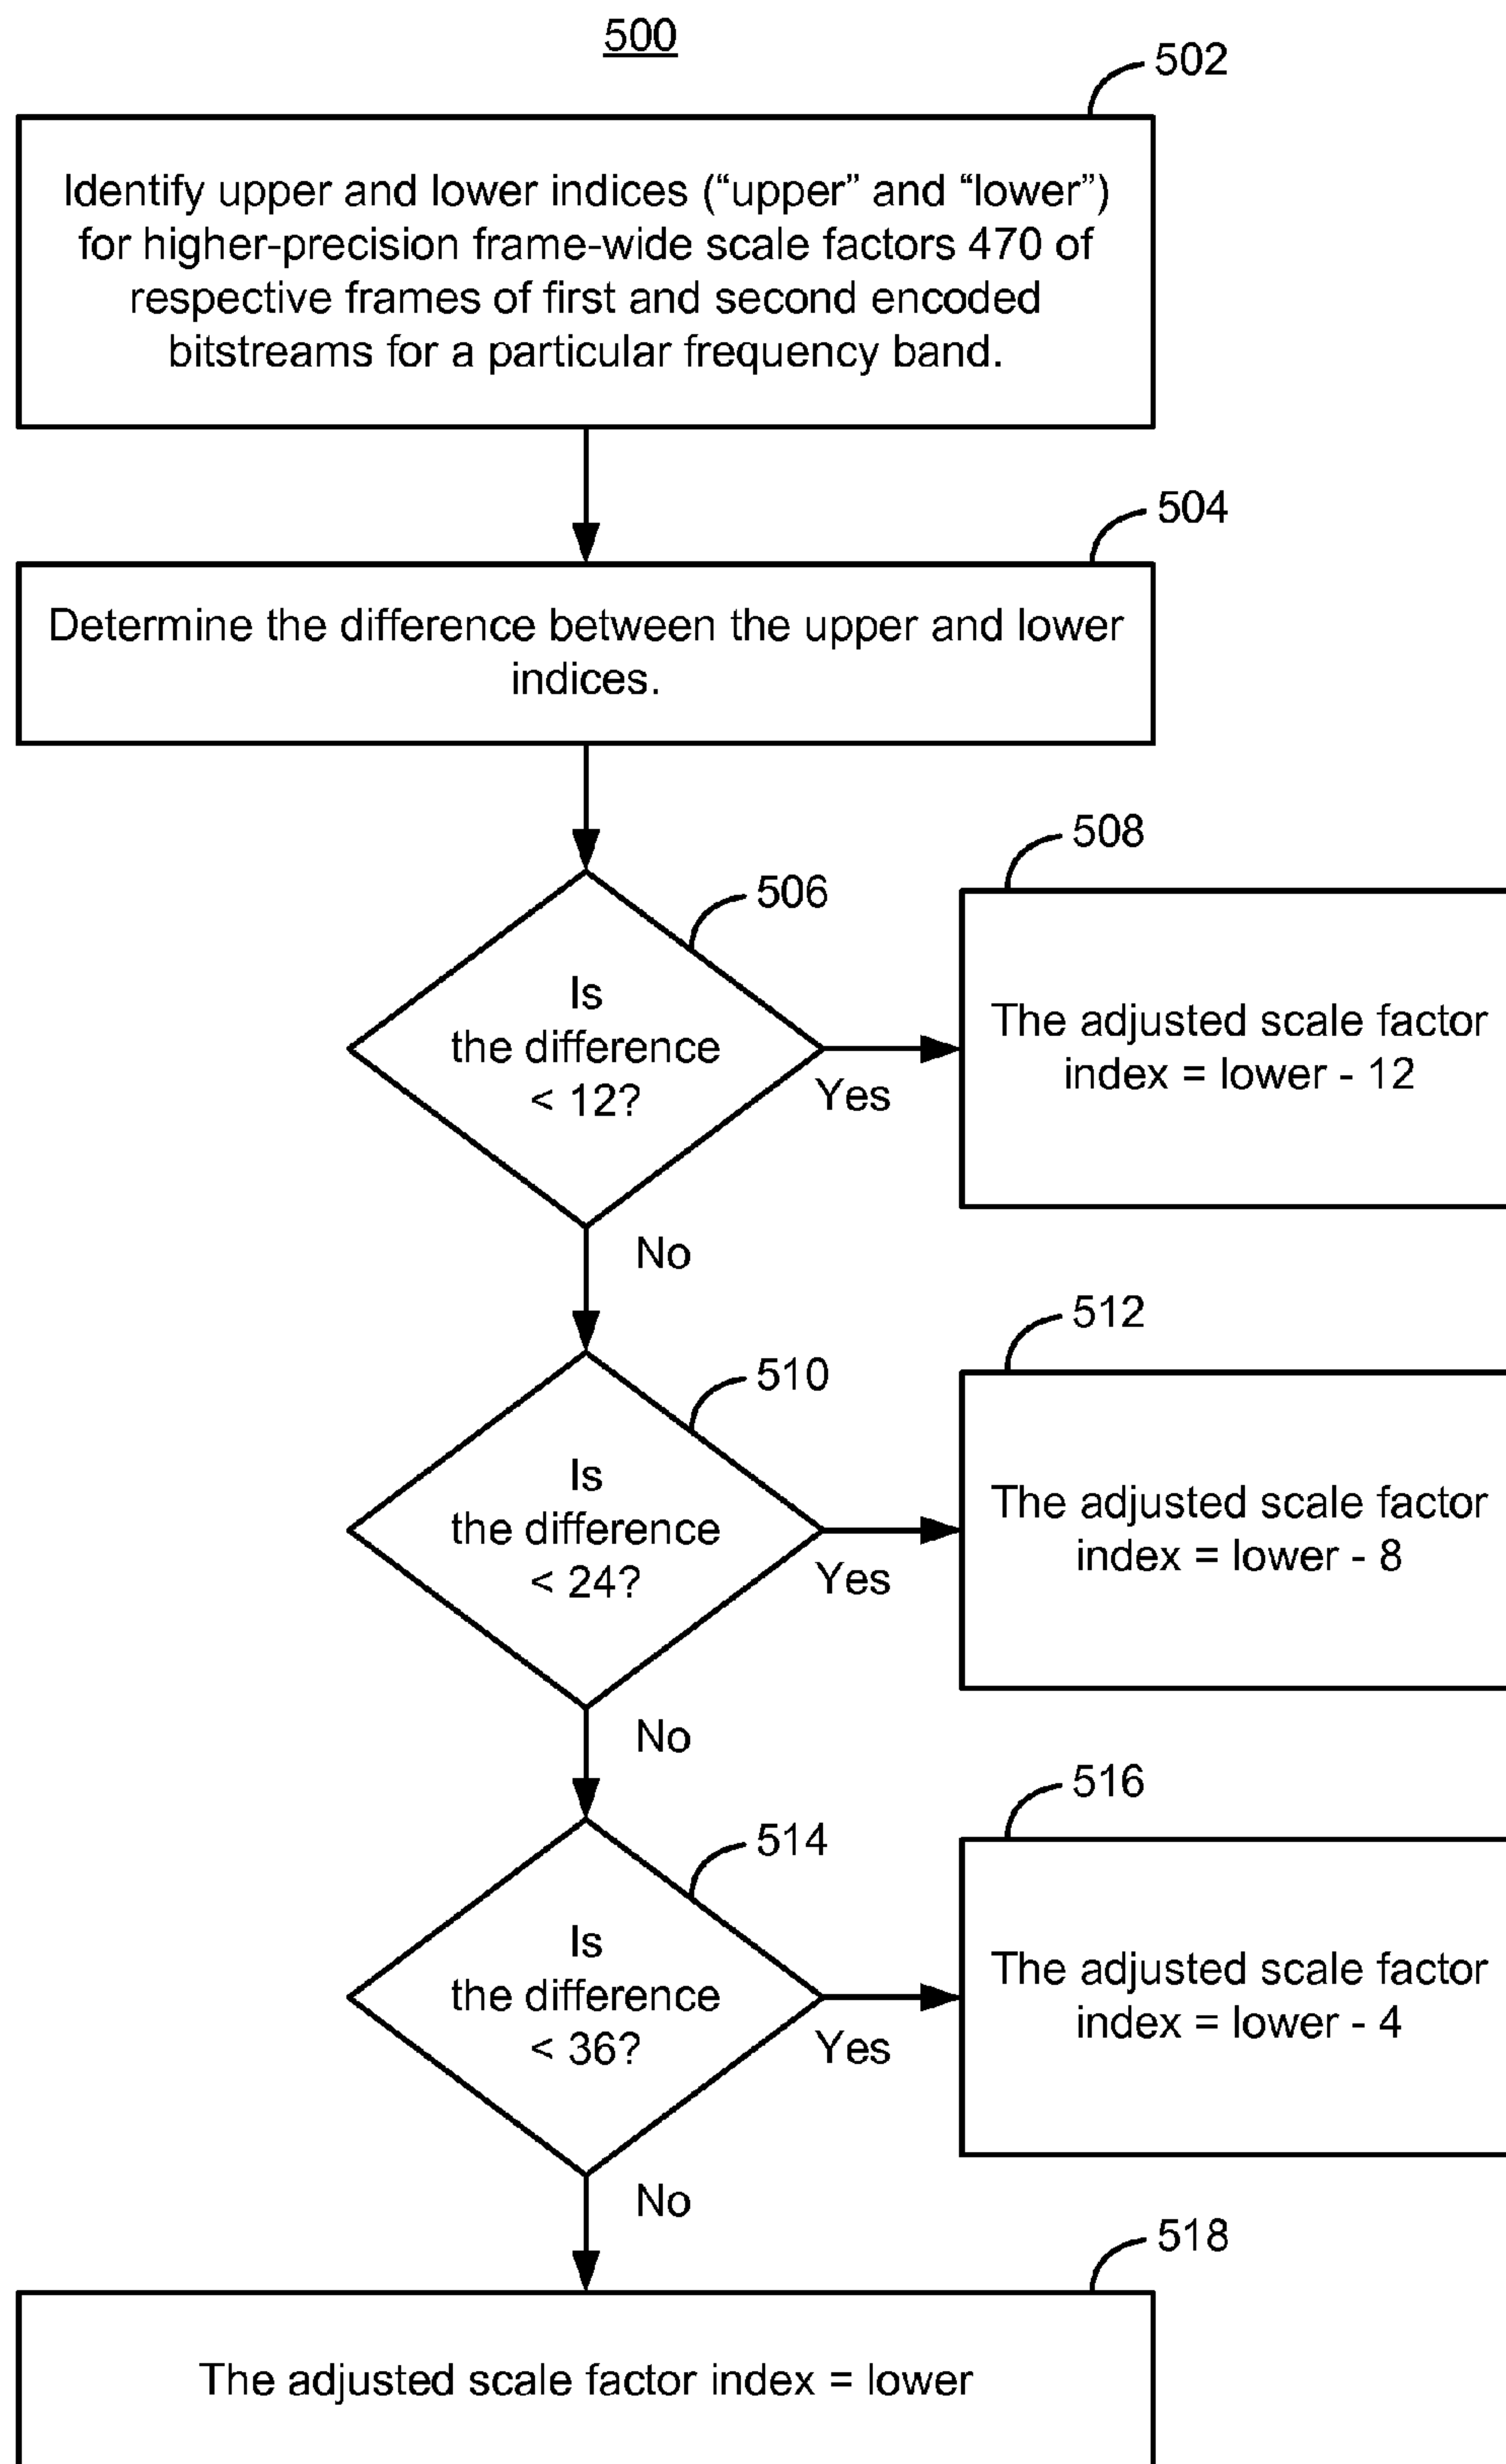 500
502
Identify upper and lower indices (“upper” and “lower”)
for higher-precision frame-wide scale factors 470 of
respective frames of first and second encoded
bitstreams for a particular frequency band.
504
Determine the difference between the upper and lower
indices.
506
Is
the difference
< 12?
Yes
No
508
The adjusted scale factor
index = lower - 12
510
Is
the difference
< 24?
Yes
No
512
The adjusted scale factor
index = lower - 8
514
Is
the difference
< 36?
Yes
No
516
The adjusted scale factor
index = lower - 4
518
The adjusted scale factor index = lower